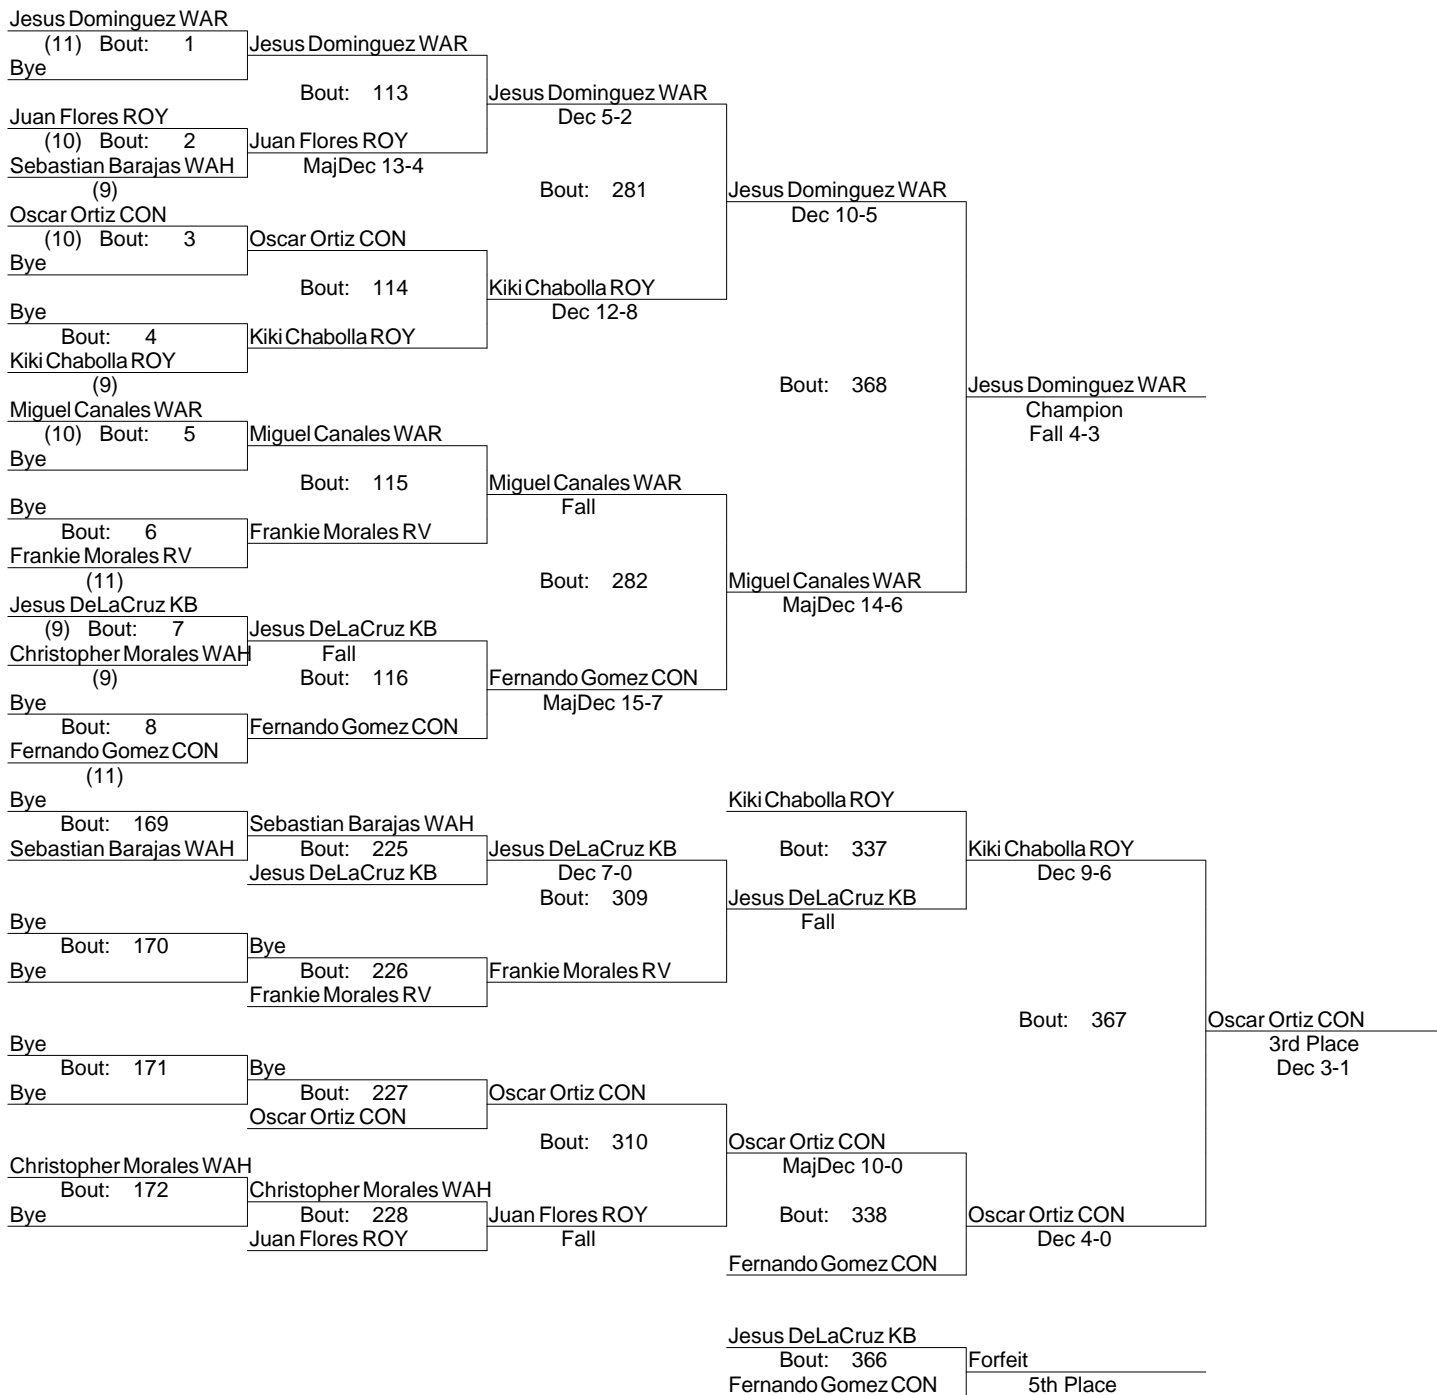 Jesus Dominguez WAR
(11) Bout: 1 Jesus Dominguez WAR
Bye
Bout: 113 Jesus Dominguez WAR
Juan Flores ROY Dec 5-2
(10) Bout: 2 Juan Flores ROY
Sebastian Barajas WAH MajDec 13-4
(9) Bout: 281 Jesus Dominguez WAR
Oscar Ortiz CON Dec 10-5
(10) Bout: 3 Oscar Ortiz CON
Bye
Bout: 114 Kiki Chabolla ROY
Bye Dec 12-8
Bout: 4 Kiki Chabolla ROY
Kiki Chabolla ROY
(9) Bout: 368 Jesus Dominguez WAR
Miguel Canales WAR Champion
(10) Bout: 5 Miguel Canales WAR Fall 4-3
Bye
Bout: 115 Miguel Canales WAR
Bye Fall
Bout: 6 Frankie Morales RV
Frankie Morales RV
(11) Bout: 282 Miguel Canales WAR
Jesus DeLaCruz KB MajDec 14-6
(9) Bout: 7 Jesus DeLaCruz KB
Christopher Morales WAH Fall
(9) Bout: 116 Fernando Gomez CON
Bye MajDec 15-7
Bout: 8 Fernando Gomez CON
Fernando Gomez CON
(11)
Bye Kiki Chabolla ROY
Bout: 169 Sebastian Barajas WAH
Sebastian Barajas WAH Bout: 225 Jesus DeLaCruz KB Bout: 337 Kiki Chabolla ROY
Jesus DeLaCruz KB Dec 7-0 Dec 9-6
Bout: 309 Jesus DeLaCruz KB
Bye Fall
Bout: 170 Bye
Bye Bout: 226 Frankie Morales RV
Frankie Morales RV
Bout: 367 Oscar Ortiz CON
Bye 3rd Place
Bout: 171 Bye Dec 3-1
Bye Bout: 227 Oscar Ortiz CON
Oscar Ortiz CON
Bout: 310 Oscar Ortiz CON
Christopher Morales WAH MajDec 10-0
Bout: 172 Christopher Morales WAH
Bye Bout: 228 Juan Flores ROY Bout: 338 Oscar Ortiz CON
Juan Flores ROY Fall Dec 4-0
Fernando Gomez CON
Jesus DeLaCruz KB
Bout: 366 Forfeit
Fernando Gomez CON 5th Place